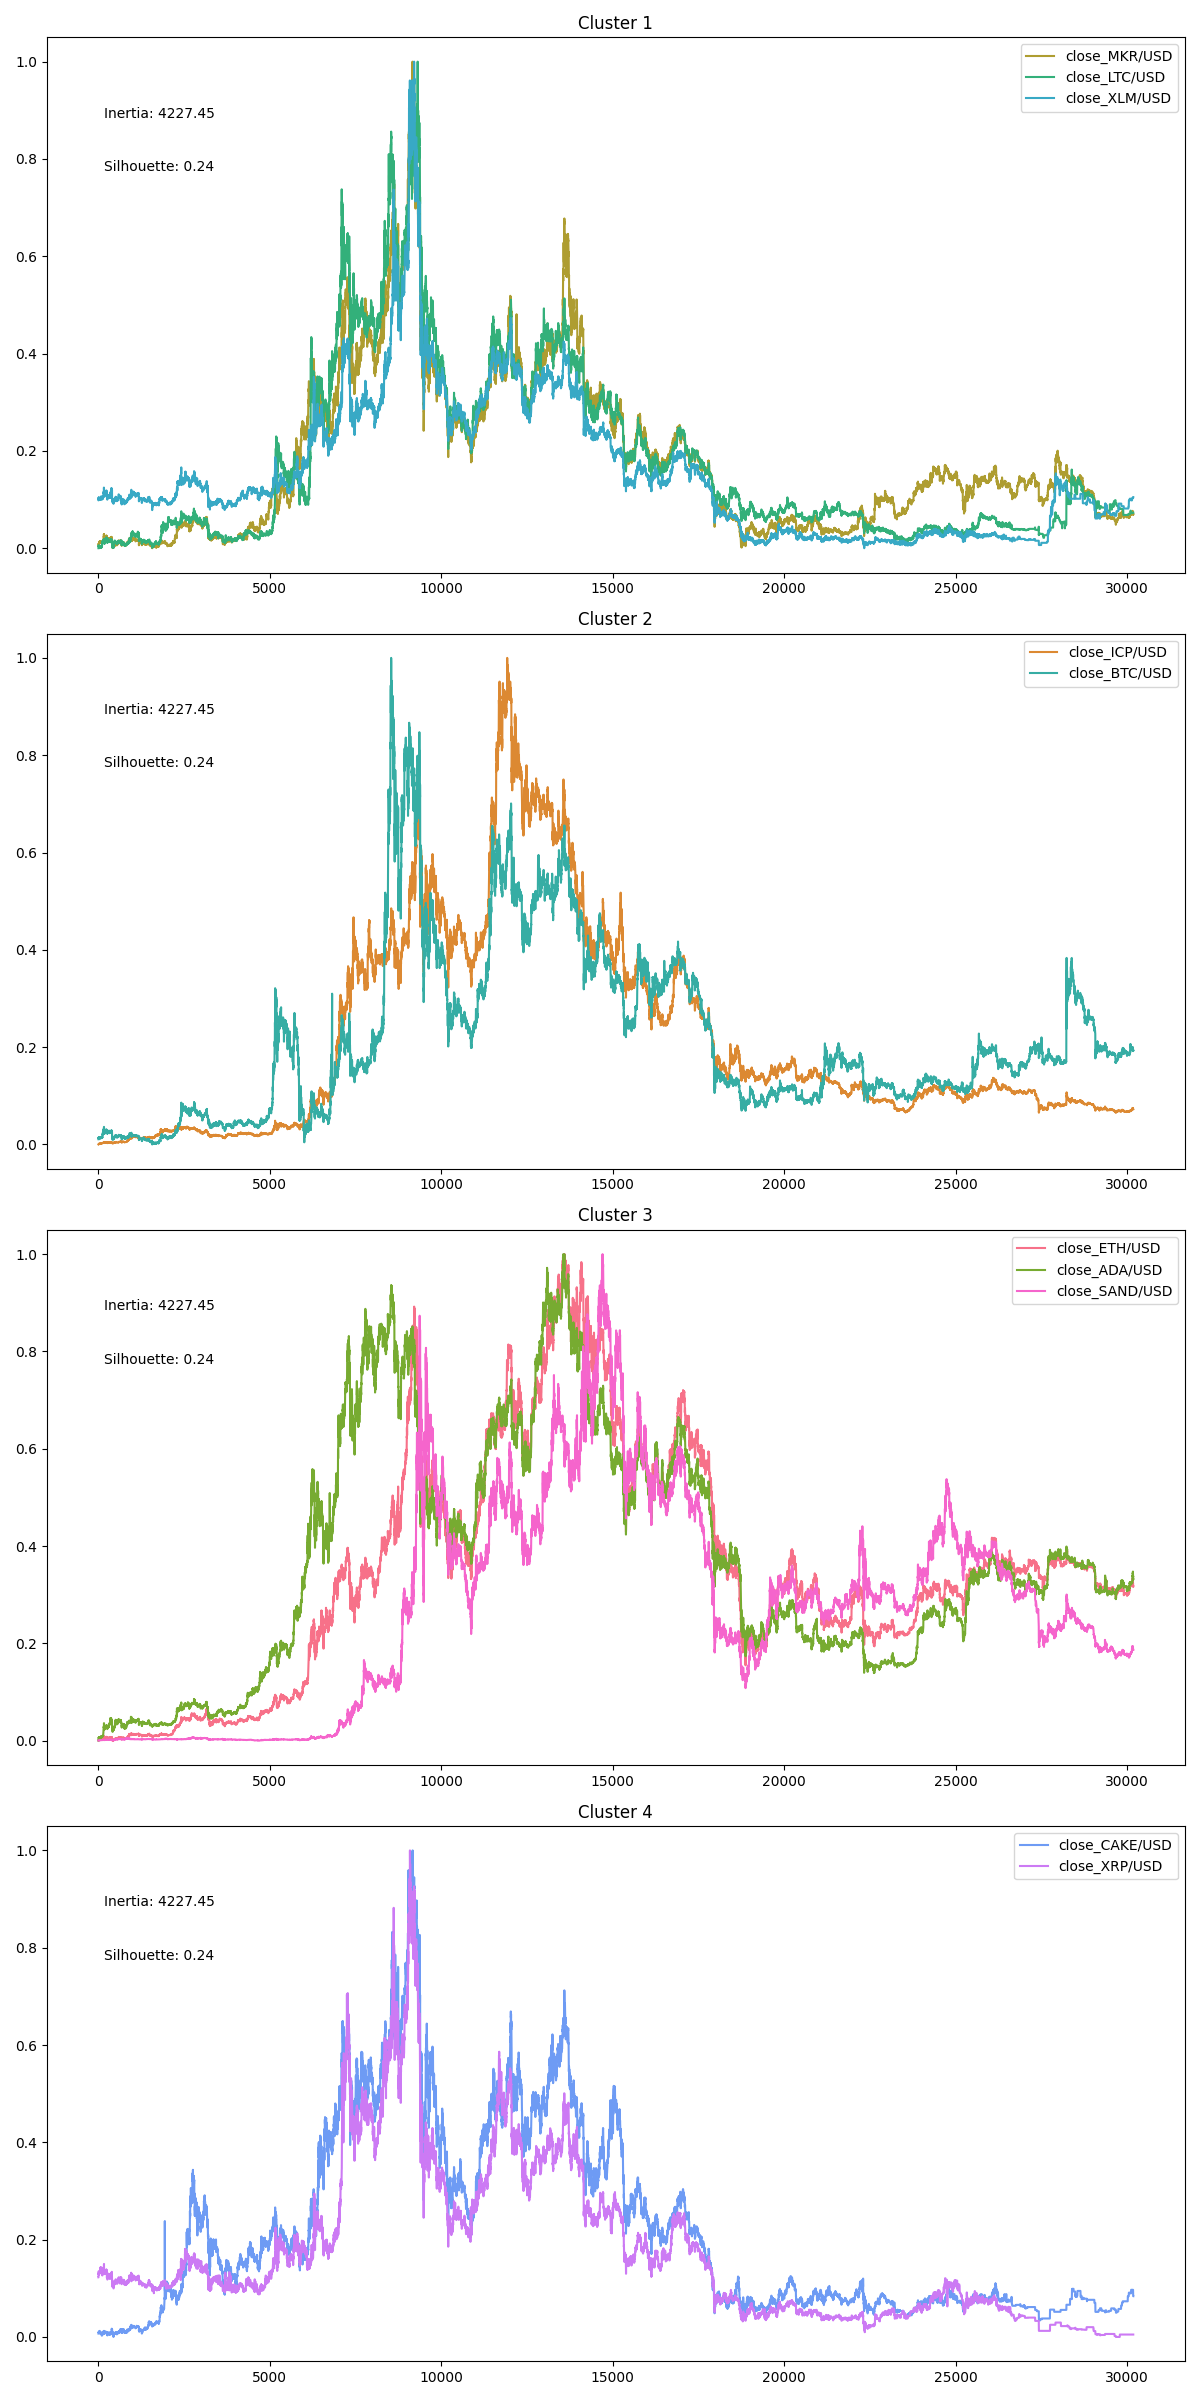 Cluster 1
close_MKR/USD
close_LTC/USD
close_XLM/USD
Inertia: 4227.45
Silhouette: 0.24
1.0
0.8
0.6
0.4
0.2
0.0
0 5000 10000 15000 20000 25000 30000
Cluster 2
close_ICP/USD
close_BTC/USD
Inertia: 4227.45
Silhouette: 0.24
1.0
0.8
0.6
0.4
0.2
0.0
0 5000 10000 15000 20000 25000 30000
Cluster 3
close_ETH/USD
close_ADA/USD
close_SAND/USD
Inertia: 4227.45
Silhouette: 0.24
1.0
0.8
0.6
0.4
0.2
0.0
0 5000 10000 15000 20000 25000 30000
Cluster 4
close_CAKE/USD
close_XRP/USD
Inertia: 4227.45
Silhouette: 0.24
1.0
0.8
0.6
0.4
0.2
0.0
0 5000 10000 15000 20000 25000 30000